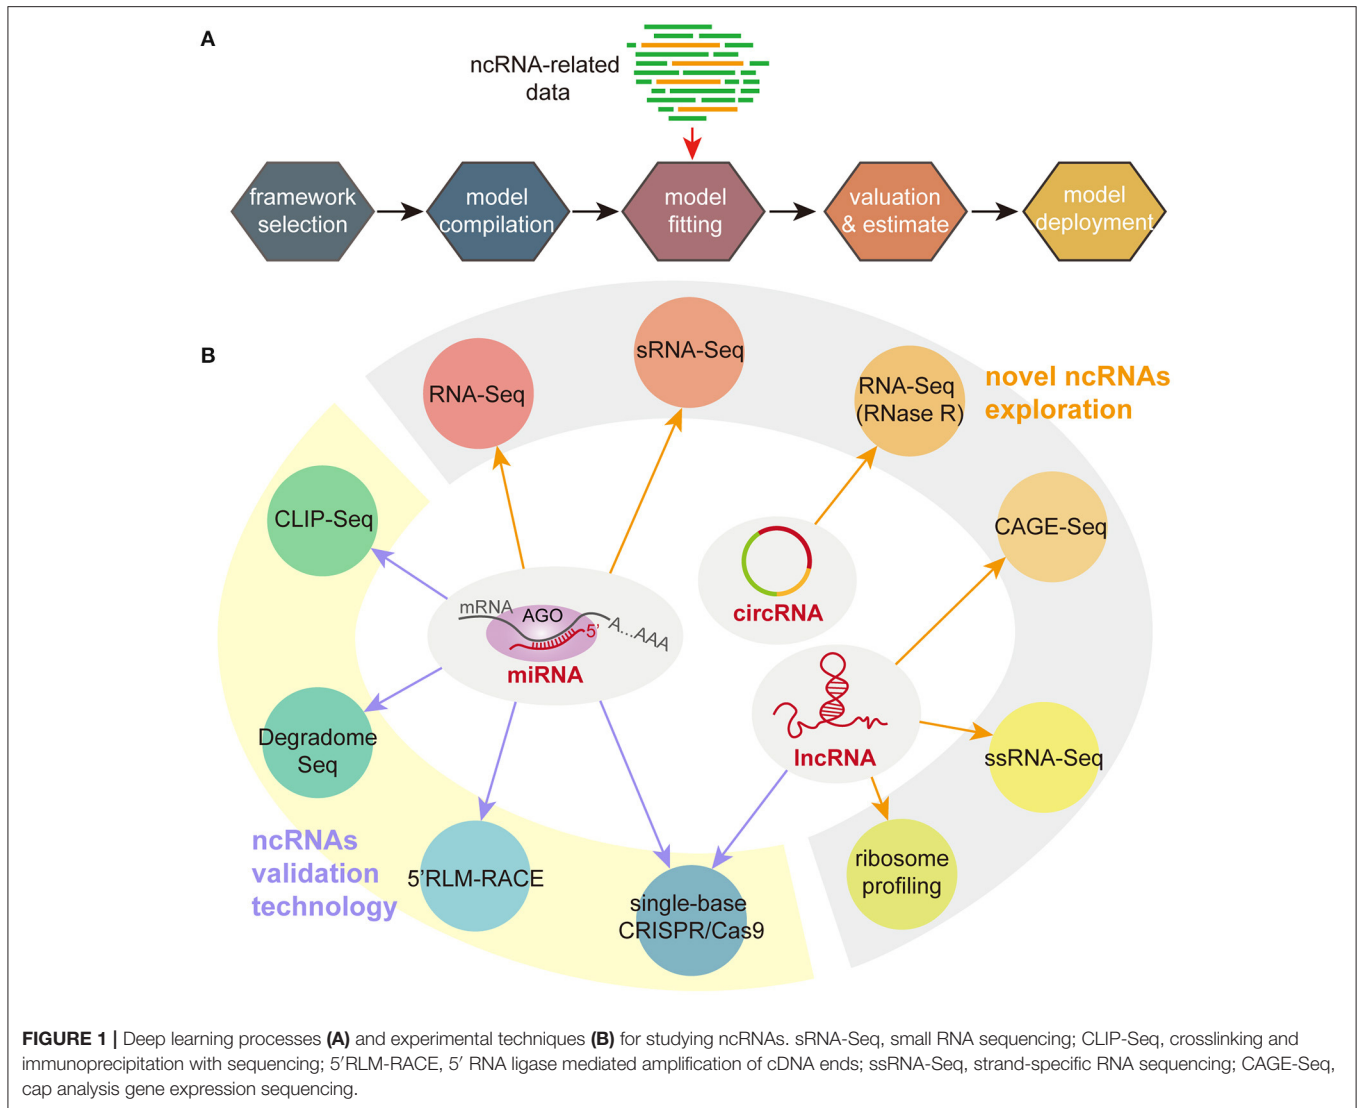 A
ncRNA-related
data
framework
selection
model
compilation
model
fitting
valuation
& estimate
model
deployment
B
RNA-Seq
sRNA-Seq
RNA-Seq
(RNase R)
novel ncRNAs
exploration
CLIP-Seq
CAGE-Seq
mRNA
AGO
5'
A...AAA
miRNA
circRNA
lncRNA
Degradome
Seq
ssRNA-Seq
ncRNAs
validation
technology
5'RLM-RACE
single-base
CRISPR/Cas9
ribosome
profiling
FIGURE 1 | Deep learning processes (A) and experimental techniques (B) for studying ncRNAs. sRNA-Seq, small RNA sequencing; CLIP-Seq, crosslinking and
immunoprecipitation with sequencing; 5′RLM-RACE, 5′ RNA ligase mediated amplification of cDNA ends; ssRNA-Seq, strand-specific RNA sequencing; CAGE-Seq,
cap analysis gene expression sequencing.